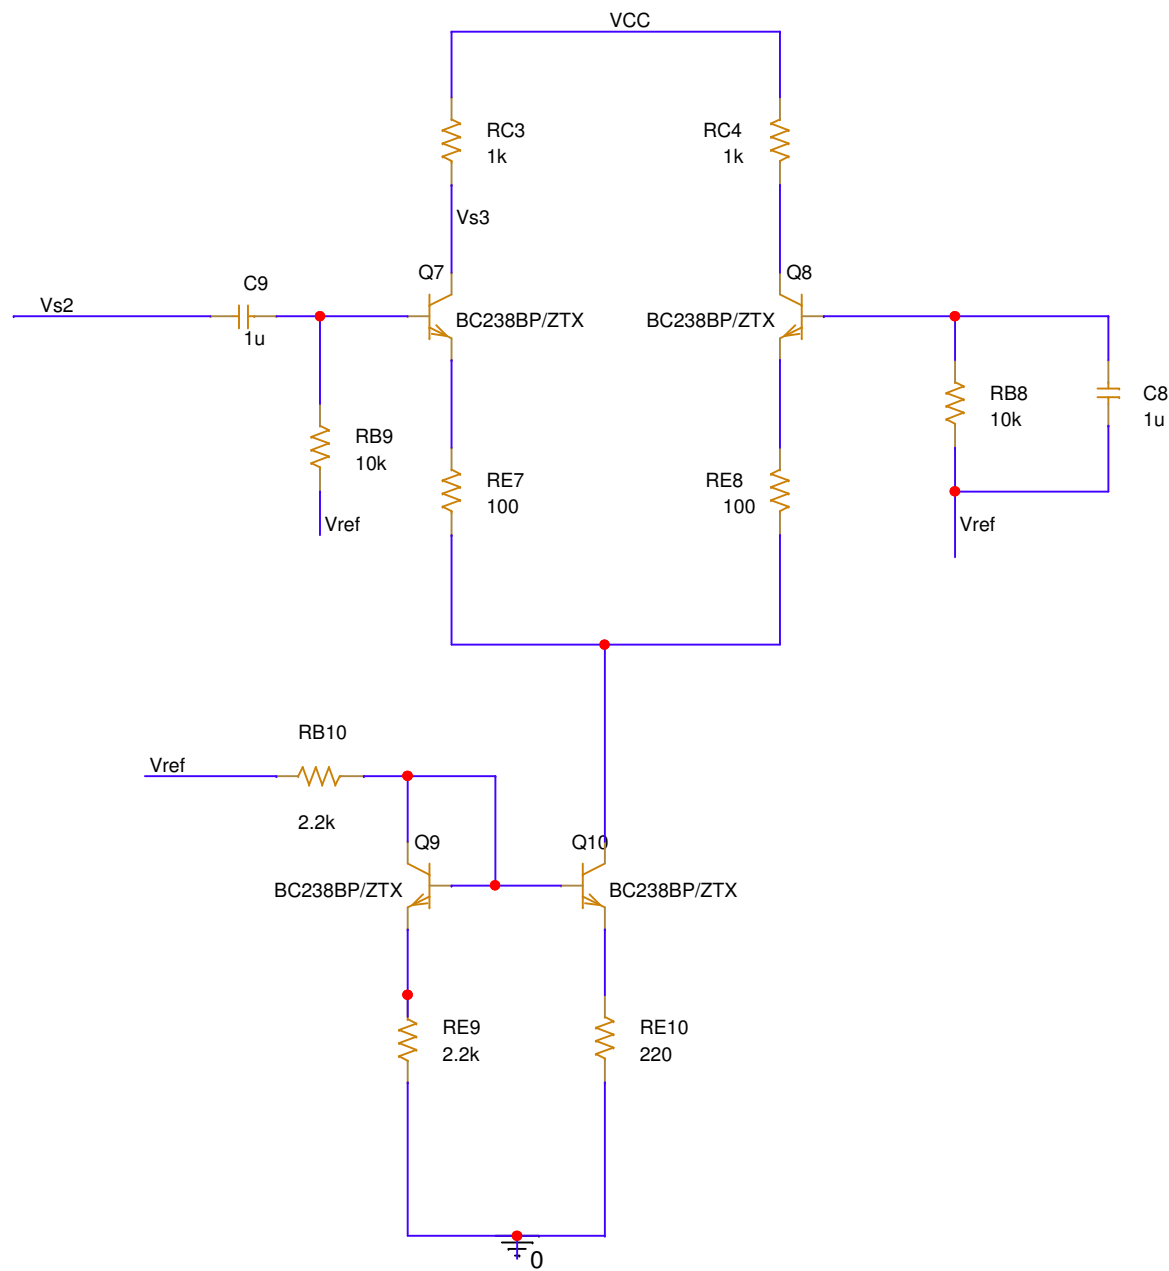 VCC
RC3
1k
RC4
1k
Vs3
Q7
Q8
C9
1u
Vs2
BC238BP/ZTX
BC238BP/ZTX
RB9
10k
Vref
RB8
10k
C8
1u
RE7
100
RE8
100
Vref
RB10
2.2k
Vref
Q9
Q10
BC238BP/ZTX
BC238BP/ZTX
RE9
2.2k
RE10
220
0